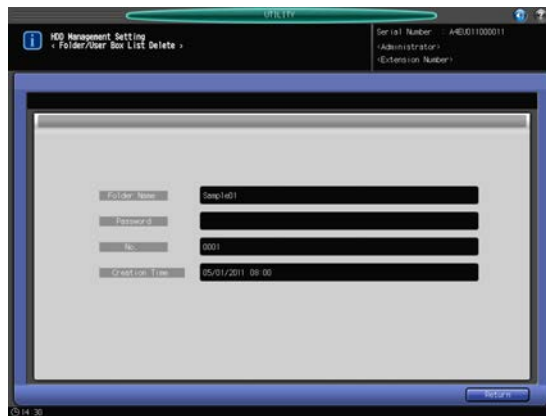 UTILITY
HDD Management Setting
< Folder/User Box List Delete >
Serial Number : A4EU011000011
<Administrator>
<Extension Number>
Folder Name Sample01
Password
No. 0001
Creation Time 05/01/2011 08:00
Return
14:30